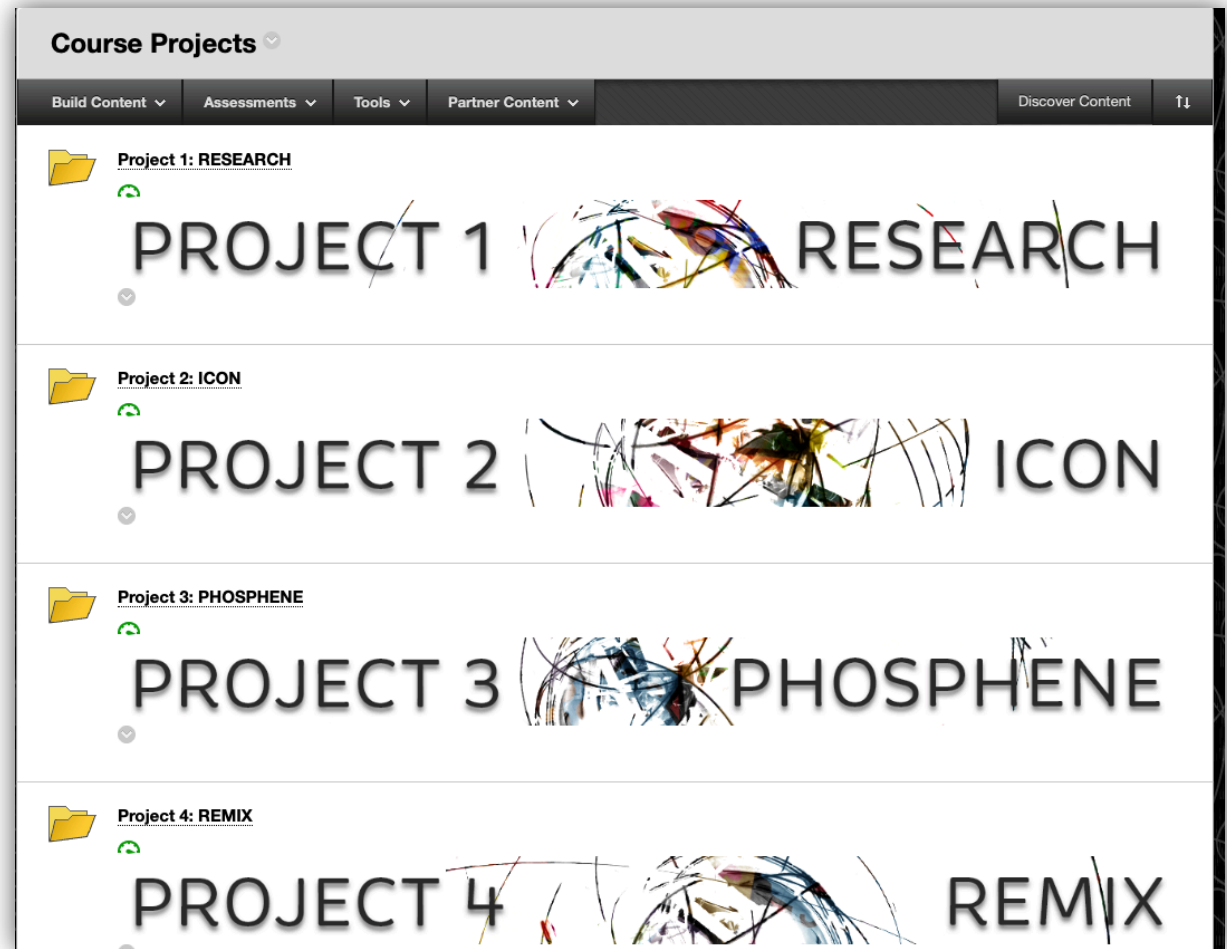 Course Projects
Build Content Assessments Tools Partner Content Discover Content
Project 1: RESEARCH
PROJECT 1 RESEARCH
Project 2: ICON
PROJECT 2 ICON
Project 3: PHOSPHENE
PROJECT 3 PHOSPHENE
Project 4: REMIX
PROJECT 4 REMIX